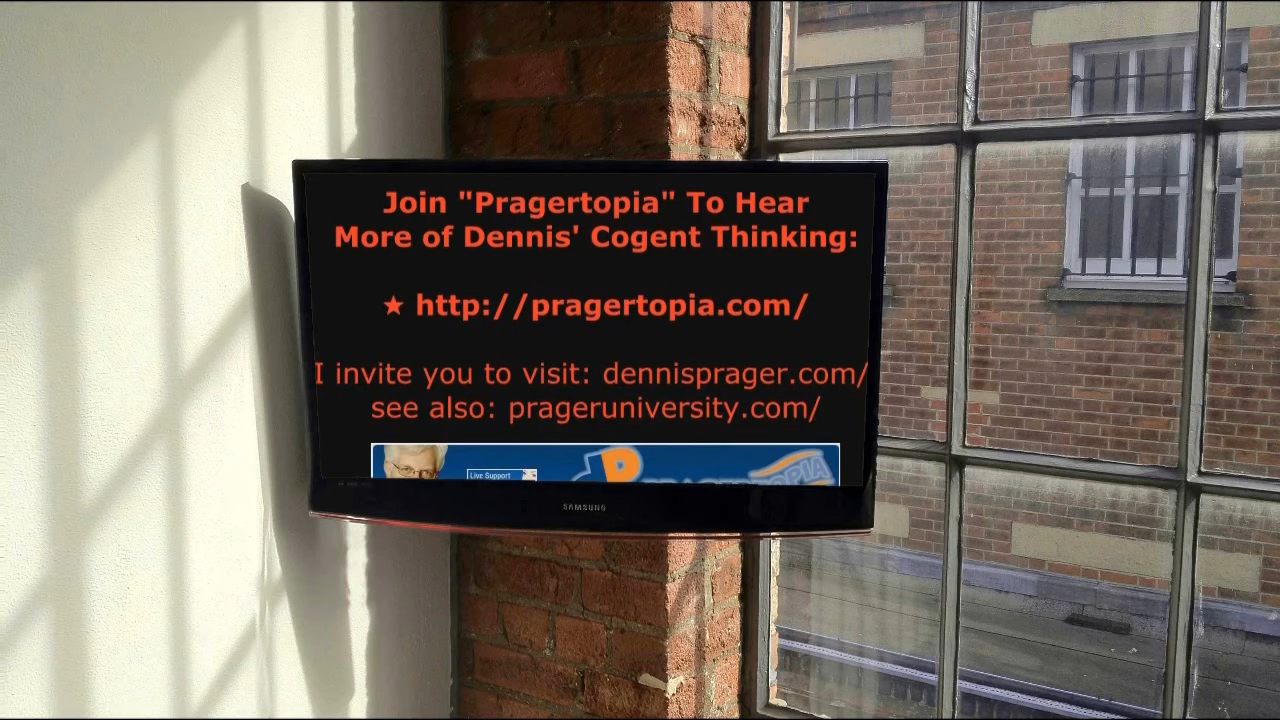 Join "Pragertopia" To Hear
More of Dennis' Cogent Thinking:
★ http://pragertopia.com/
I invite you to visit: dennisprager.com/
see also: prageruniversity.com/
Live Support
SAMSUNG